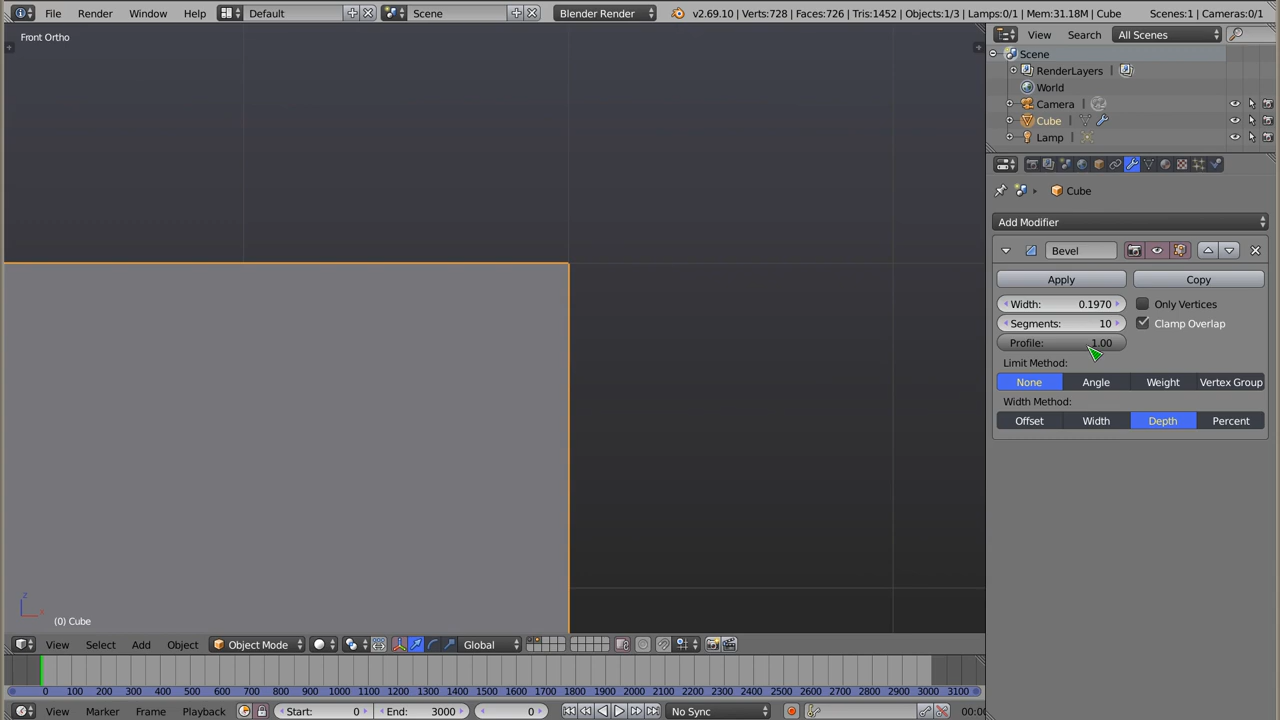 File Render Window Help Default Scene Blender Render v2.69.10 | Verts:728 | Faces:726 | Tris:1452 | Objects:1/3 | Lamps:0/1 | Mem:31.18M | Cube Scenes:1 | Cameras:0/1
Front Ortho
View Search All Scenes
Scene
RenderLayers
World
Camera
Cube
Lamp
Cube
Add Modifier
Bevel
Apply Copy
Width: 0.1970 Only Vertices
Segments: 10 Clamp Overlap
Profile: 1.00
Limit Method:
None Angle Weight Vertex Group
Width Method:
Offset Width Depth Percent
z
x
(0) Cube
View Select Add Object Object Mode Global
0 100 200 300 400 500 600 700 800 900 1000 1100 1200 1300 1400 1500 1600 1700 1800 1900 2000 2100 2200 2300 2400 2500 2600 2700 2800 2900 3000 3100
View Marker Frame Playback Start: 0 End: 3000 0 No Sync